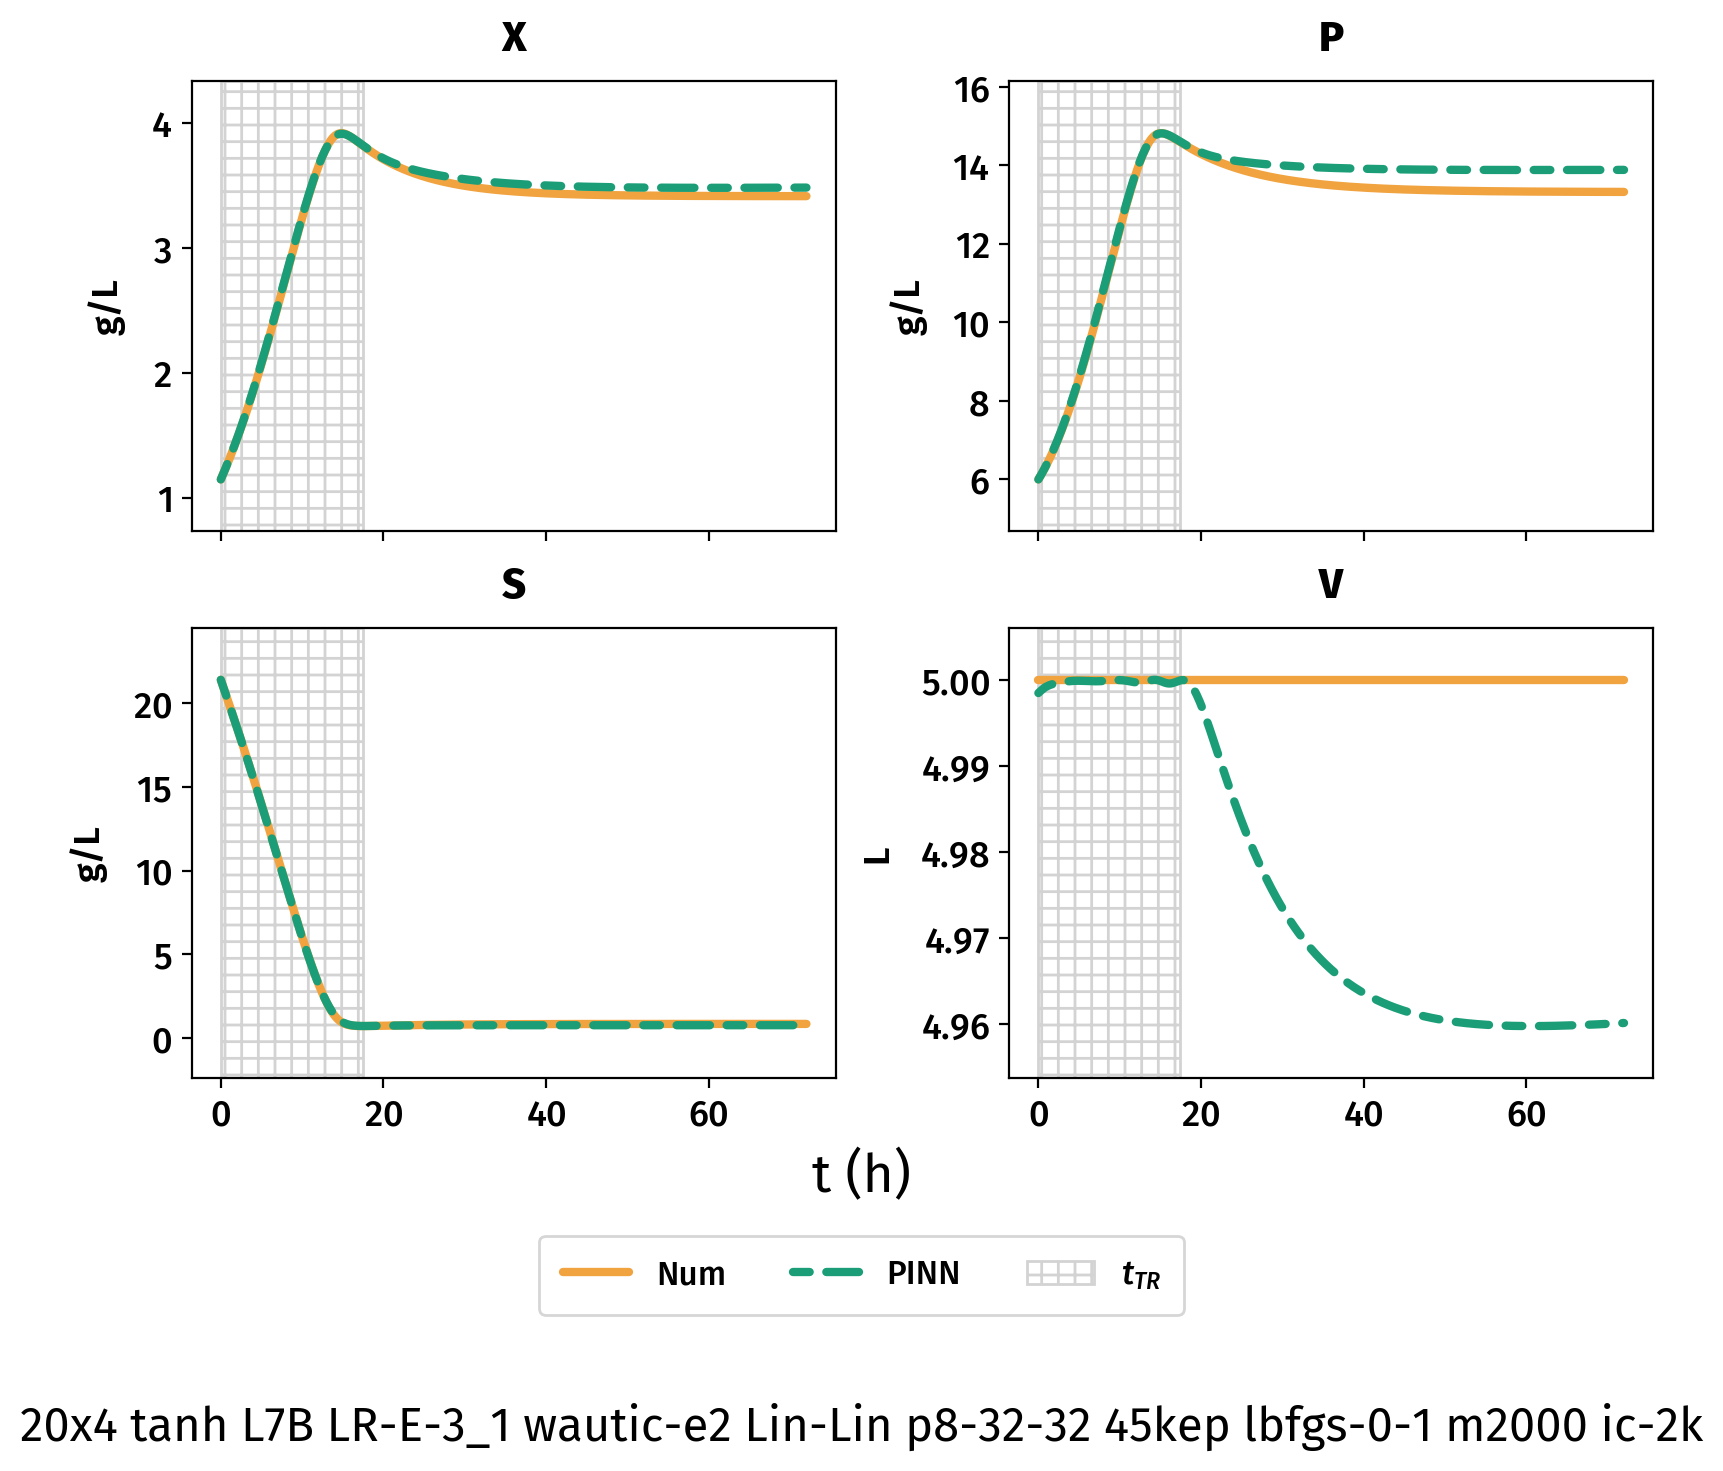 X
4
3
2
1
g/L
P
16
14
12
10
8
6
g/L
S
20
15
10
5
0
g/L
0 20 40 60
V
5.00
4.99
4.98
4.97
4.96
L
0 20 40 60
t (h)
Num PINN tTR
20x4 tanh L7B LR-E-3_1 wautic-e2 Lin-Lin p8-32-32 45kep lbfgs-0-1 m2000 ic-2k